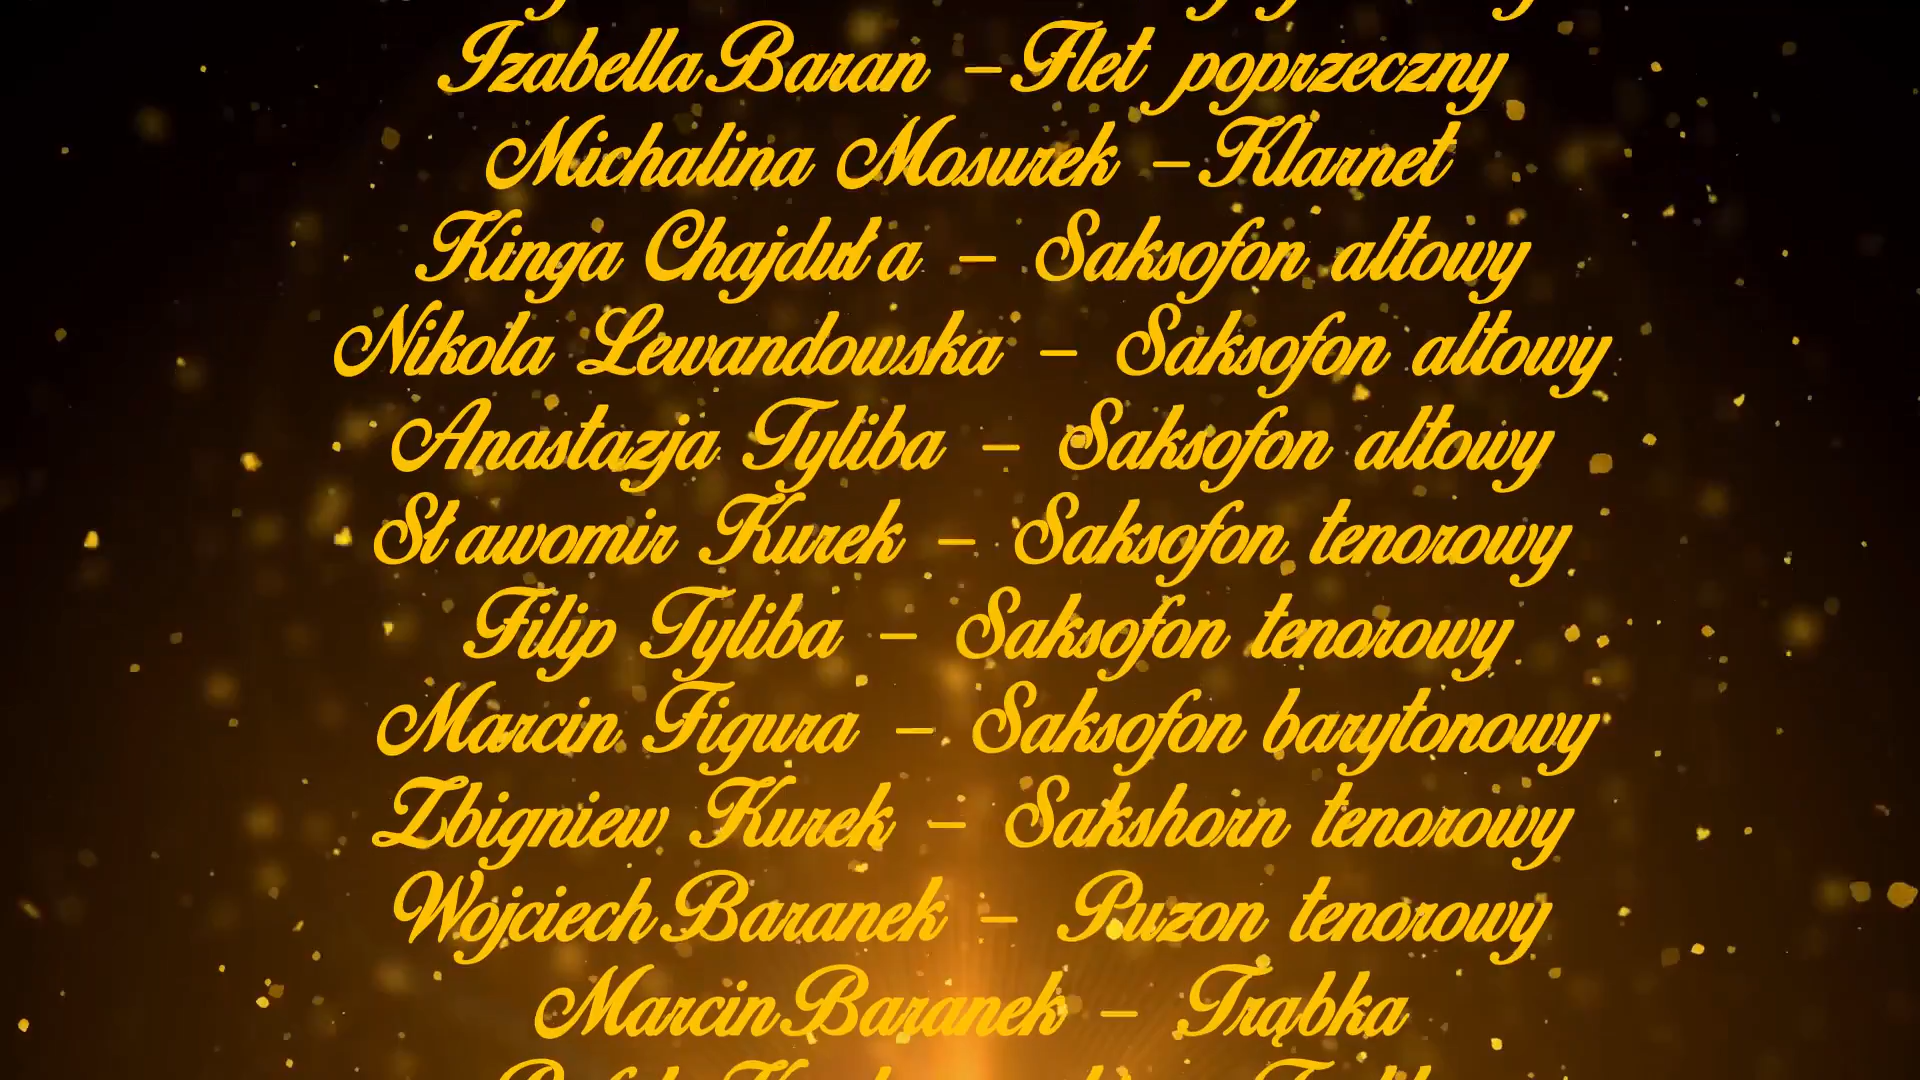 Izabella Baran – Flet poprzeczny
Michalina Mosurek – Klarnet
Kinga Chajduła – Saksofon altowy
Nikola Lewandowska – Saksofon altowy
Anastazja Tyliba – Saksofon altowy
Sławomir Kurek – Saksofon tenorowy
Filip Tyliba – Saksofon tenorowy
Marcin Figura – Saksofon barytonowy
Zbigniew Kurek – Sakshorn tenorowy
Wojciech Baranek – Puzon tenorowy
Marcin Baranek – Trąbka